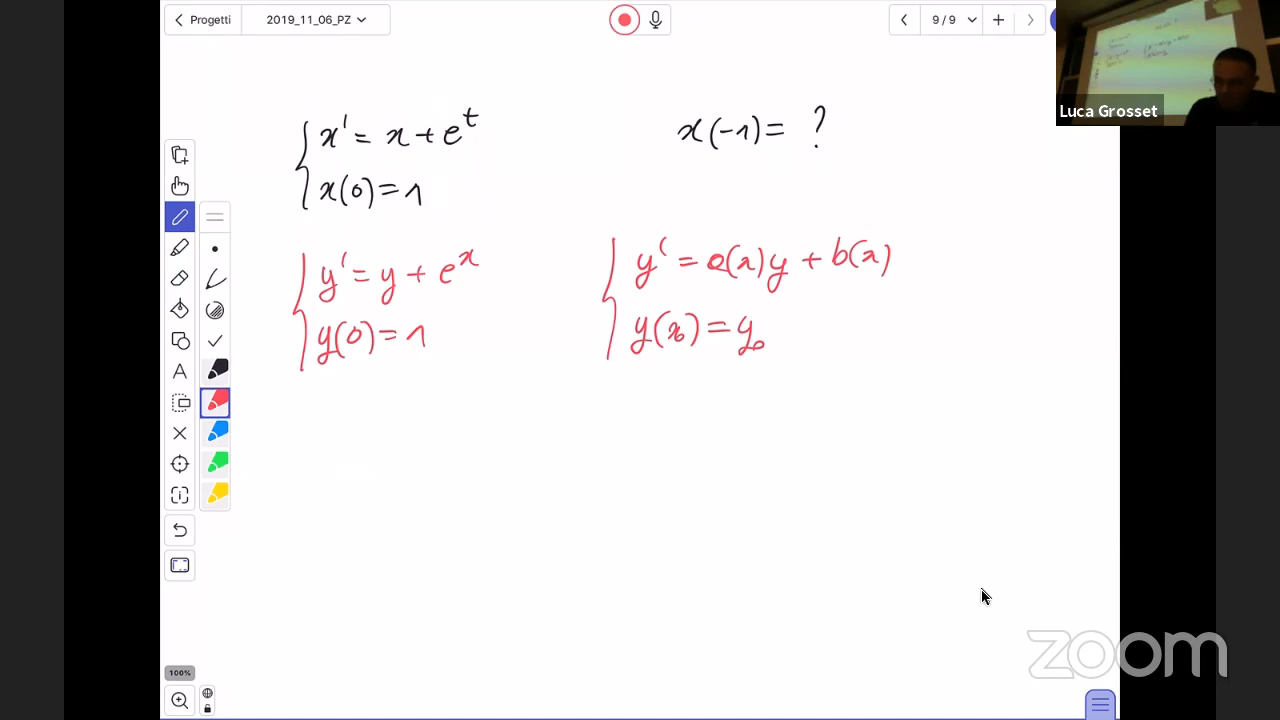 Progetti
2019_11_06_PZ
9 / 9
Luca Grosset
x' = x + e^t
x(0) = 1
x(-1) = ?
y' = y + e^x
y(0) = 1
y' = a(x)y + b(x)
y(x₀) = y₀
A
100%
zoom